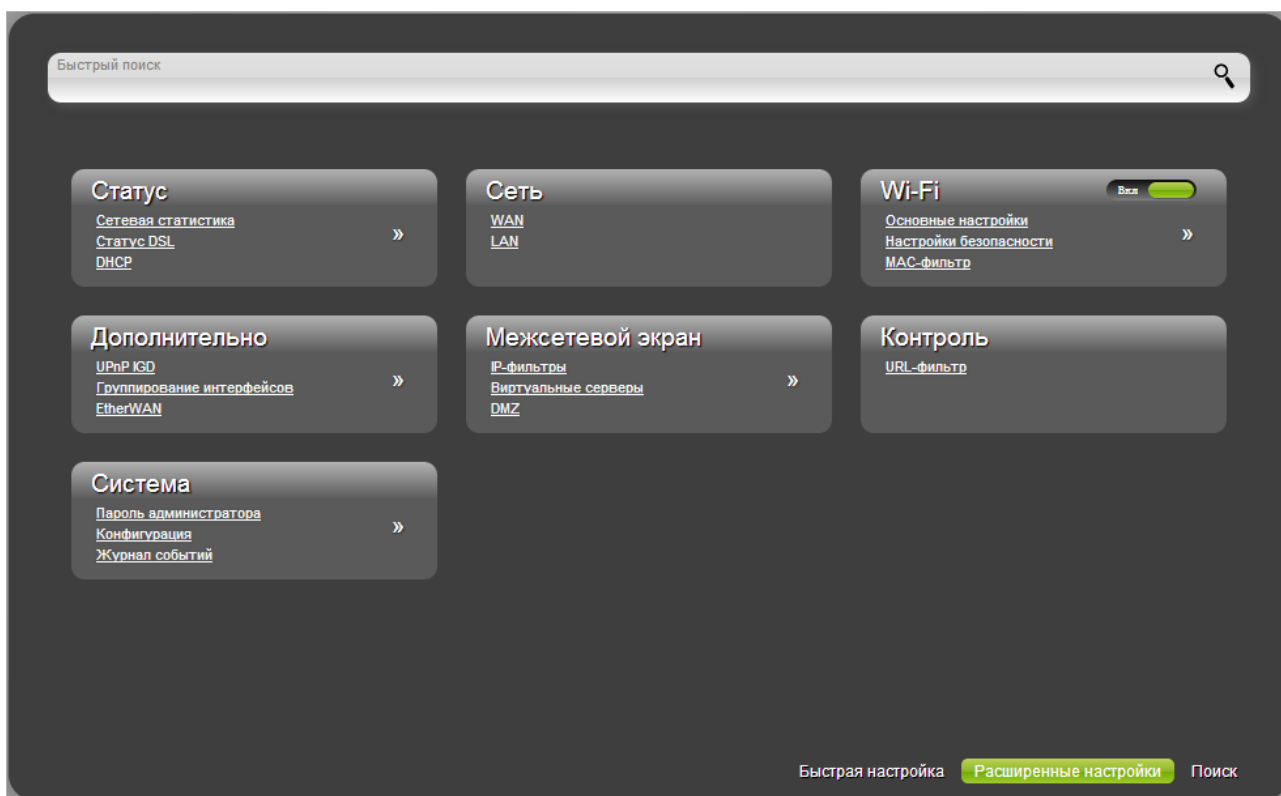 Быстрый поиск
Статус
Сетевая статистика
Статус DSL
DHCP
»
Сеть
WAN
LAN
Wi-Fi
Вкл
Основные настройки
Настройки безопасности
MAC-фильтр
»
Дополнительно
UPnP IGD
Группирование интерфейсов
EtherWAN
»
Межсетевой экран
IP-фильтры
Виртуальные серверы
DMZ
»
Контроль
URL-фильтр
Система
Пароль администратора
Конфигурация
Журнал событий
»
Быстрая настройка Расширенные настройки Поиск